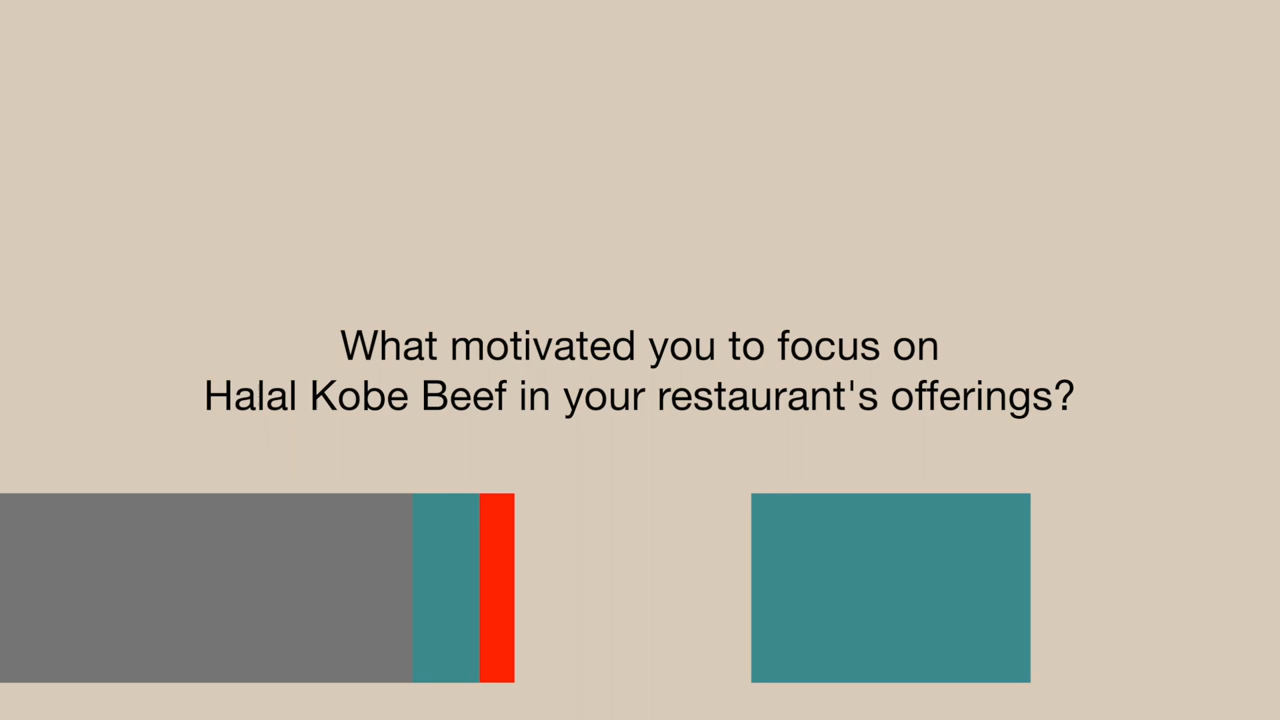 What motivated you to focus on
Halal Kobe Beef in your restaurant's offerings?